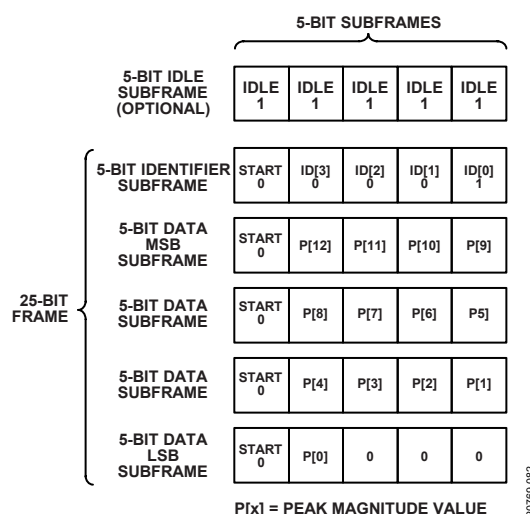 5-BIT SUBFRAMES
5-BIT IDLE
SUBFRAME
(OPTIONAL)
IDLE IDLE IDLE IDLE IDLE
1 1 1 1 1
25-BIT
FRAME
5-BIT IDENTIFIER
SUBFRAME
START ID[3] ID[2] ID[1] ID[0]
0 0 0 0 1
5-BIT DATA
MSB
SUBFRAME
START
0
P[12] P[11] P[10] P[9]
5-BIT DATA
SUBFRAME
START
0
P[8] P[7] P[6] P5]
5-BIT DATA
SUBFRAME
START
0
P[4] P[3] P[2] P[1]
5-BIT DATA
LSB
SUBFRAME
START
0
P[0] 0 0 0
P[x] = PEAK MAGNITUDE VALUE